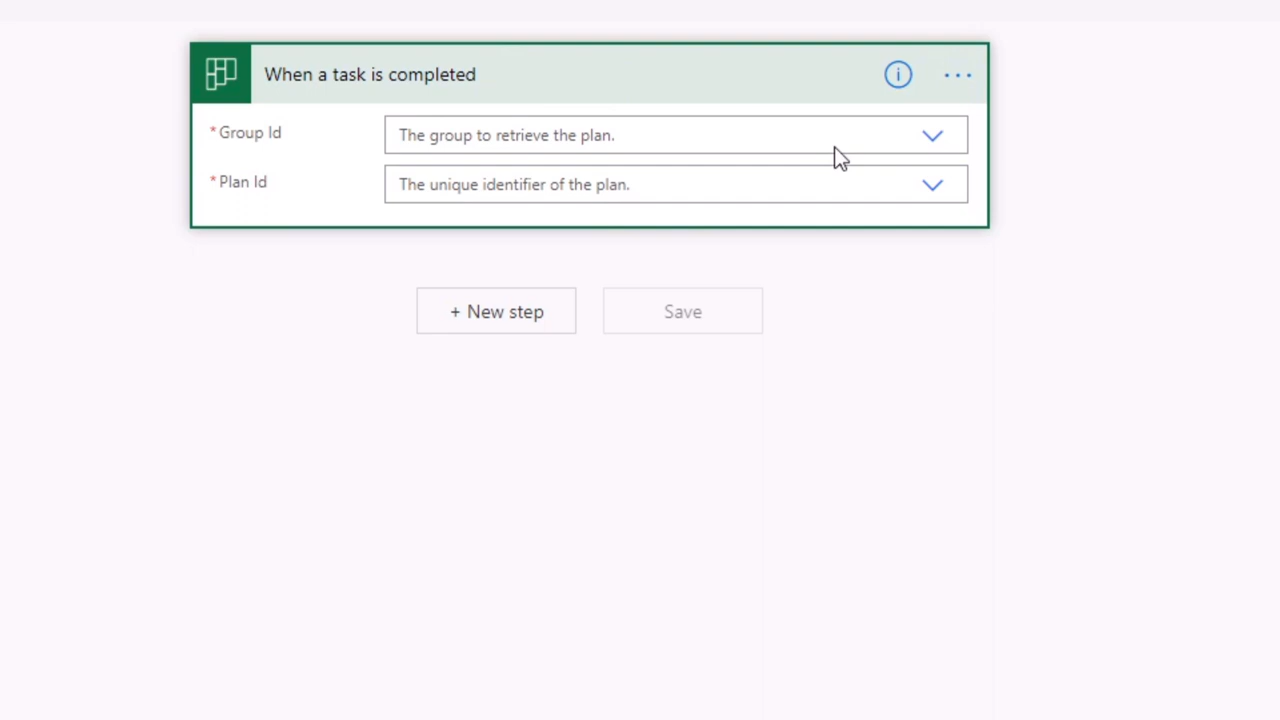 When a task is completed
* Group Id
The group to retrieve the plan.
* Plan Id
The unique identifier of the plan.
+ New step
Save